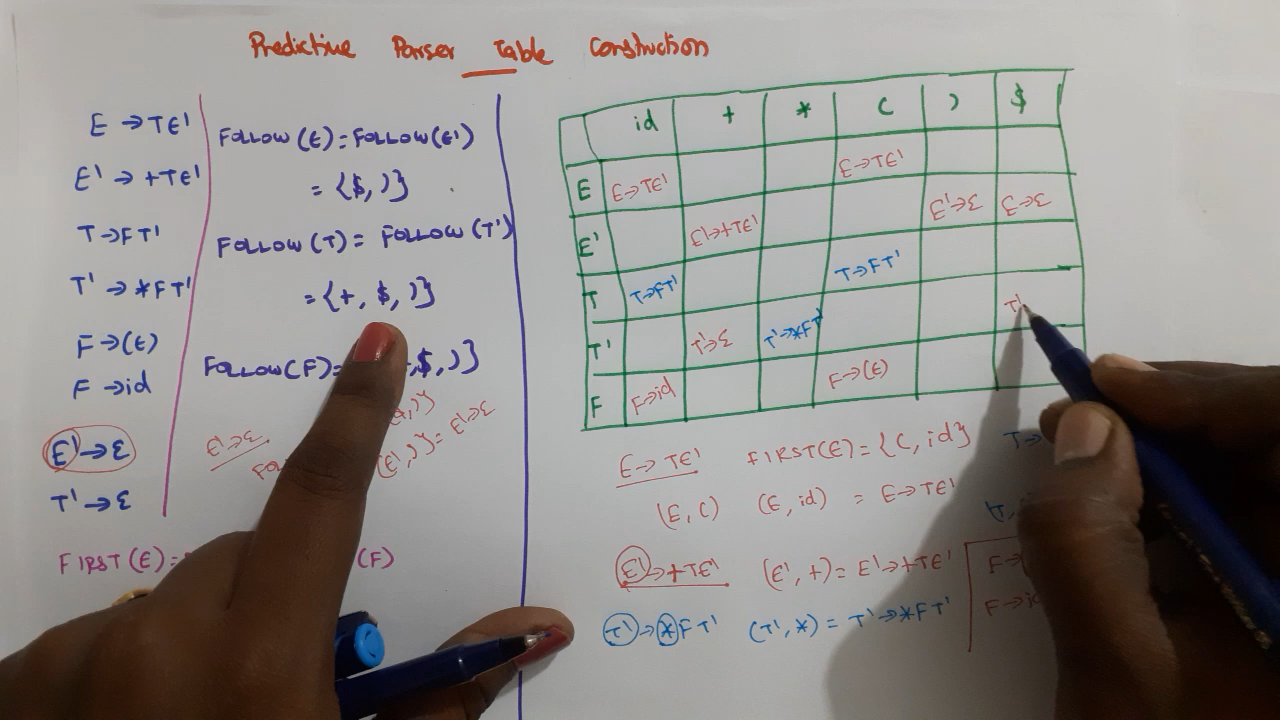 Predictive Parser Table Construction
E → TE'
E' → +TE'
T → FT'
T' → *FT'
F → (E)
F → id
E' → ε
T' → ε
FOLLOW (E) = FOLLOW (E')
= {$, )}
FOLLOW (T) = FOLLOW (T')
= {+, $, )}
FOLLOW (F) = , $, )}
E' → ε
(E', )} = E' → ε
FIRST (E) = (F)
id + * ( ) $
E E → TE' E → TE'
E' E' → +TE' E' → ε E → ε
T T → FT' T → FT'
T' T' → ε T' → *FT' T'
F F → id F → (E)
E → TE' FIRST(E) = {(, id}
(E, () (E, id) = E → TE'
E' → +TE' (E', +) = E' → +TE'
T' → *FT' (T', *) = T' → *FT'
T →
F →
F → id